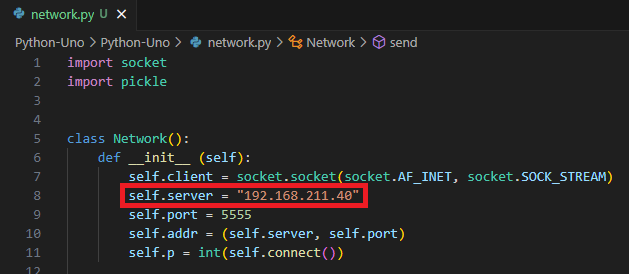 network.py U X
Python-Uno > Python-Uno > network.py > Network > send
1 import socket
2 import pickle
3
4
5 class Network():
6 def __init__ (self):
7 self.client = socket.socket(socket.AF_INET, socket.SOCK_STREAM)
8 self.server = "192.168.211.40"
9 self.port = 5555
10 self.addr = (self.server, self.port)
11 self.p = int(self.connect())